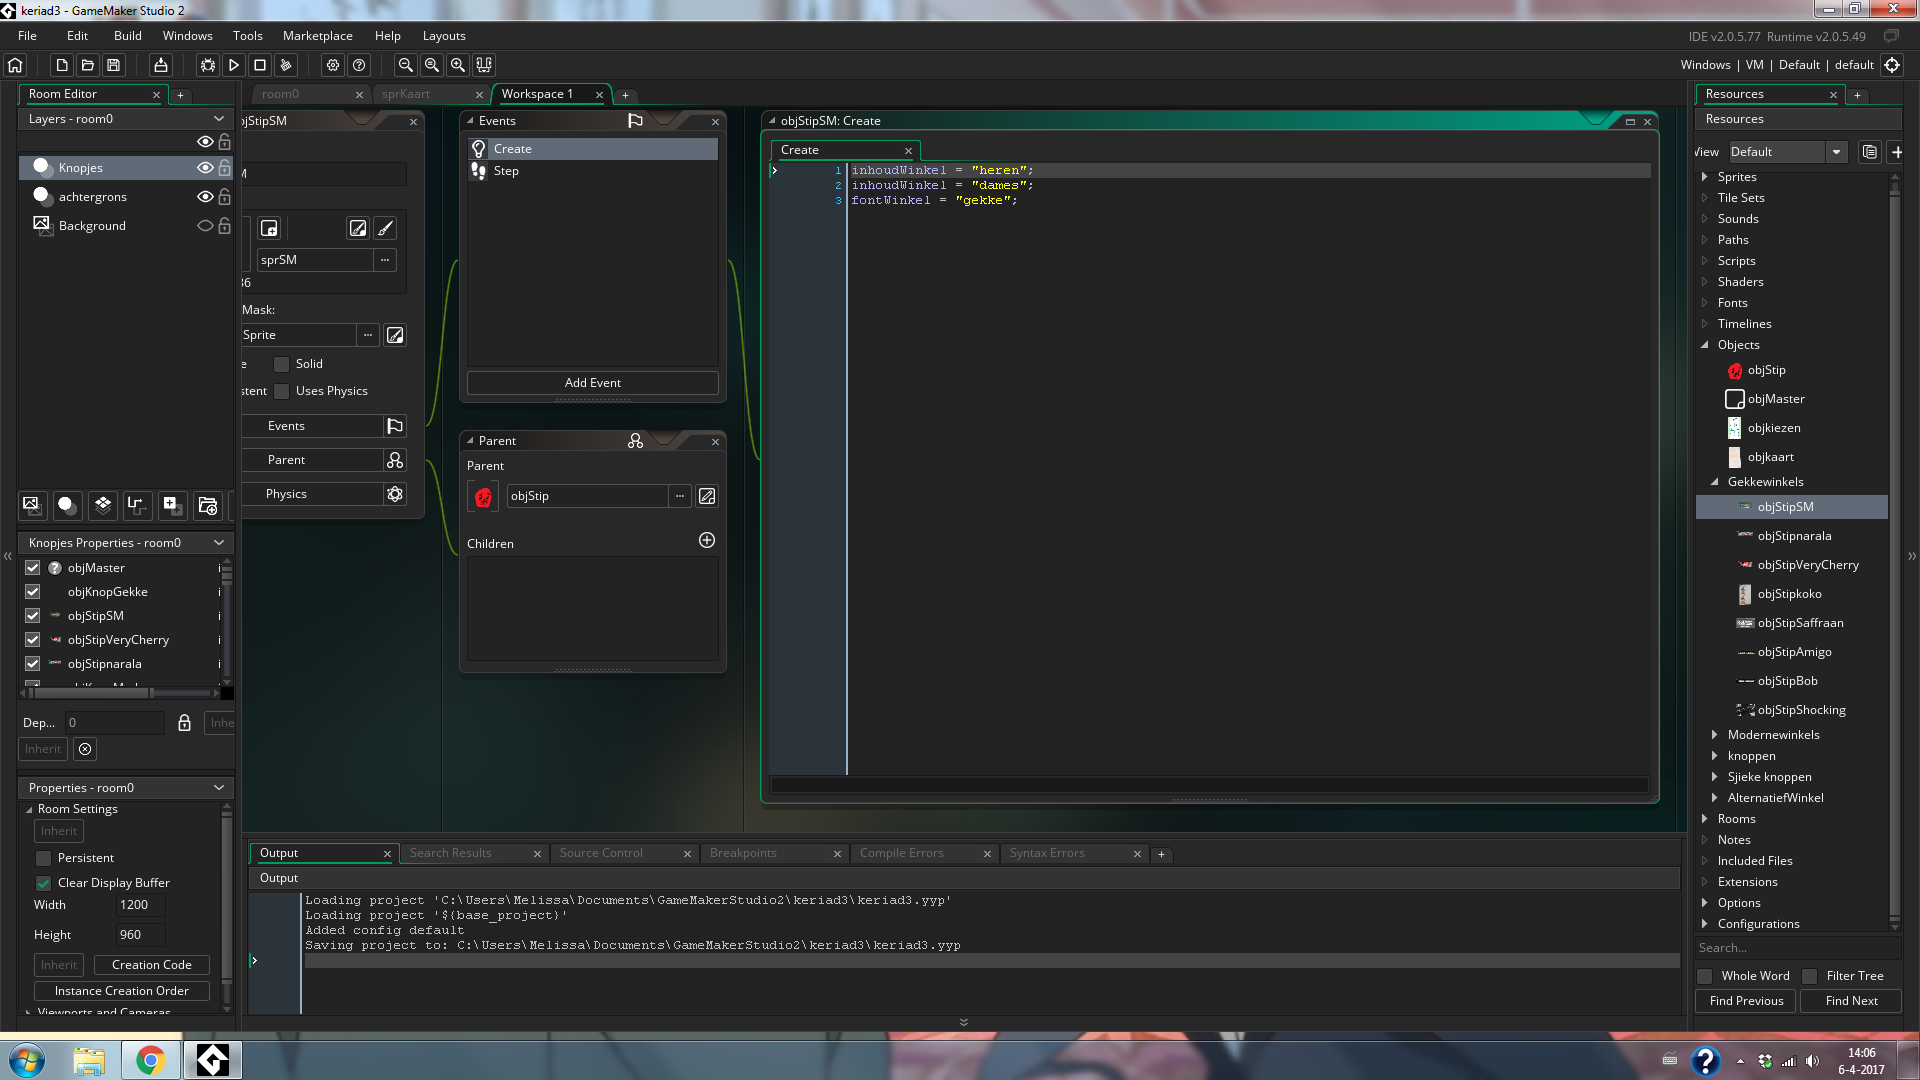 keriad3 - GameMaker Studio 2
File Edit Build Windows Tools Marketplace Help Layouts
IDE v2.0.5.77 Runtime v2.0.5.49
Windows | VM | Default | default
Room Editor
Layers - room0
Knopjes
achtergrons
Background
Knopjes Properties - room0
objMaster
objKnopGekke
objStipSM
objStipVeryCherry
objStipnarala
Dep... 0 Inhe
Inherit
Properties - room0
Room Settings
Inherit
Persistent
Clear Display Buffer
Width 1200
Height 960
Inherit Creation Code
Instance Creation Order
Viewports and Cameras
room0 sprKaart Workspace 1
bjStipSM
sprSM
Mask:
Sprite
Solid
stent Uses Physics
Events
Parent
Physics
Events
Create
Step
Add Event
Parent
Parent
objStip
Children
objStipSM: Create
Create
1 inhoudWinkel = "heren";
2 inhoudWinkel = "dames";
3 fontWinkel = "gekke";
Output Search Results Source Control Breakpoints Compile Errors Syntax Errors
Output
Loading project 'C:\Users\Melissa\Documents\GameMakerStudio2\keriad3\keriad3.yyp'
Loading project '${base_project}'
Added config default
Saving project to: C:\Users\Melissa\Documents\GameMakerStudio2\keriad3\keriad3.yyp
Resources
Resources
View Default
Sprites
Tile Sets
Sounds
Paths
Scripts
Shaders
Fonts
Timelines
Objects
objStip
objMaster
objkiezen
objkaart
Gekkewinkels
objStipSM
objStipnarala
objStipVeryCherry
objStipkoko
objStipSaffraan
objStipAmigo
objStipBob
objStipShocking
Modernewinkels
knoppen
Sjieke knoppen
AlternatiefWinkel
Rooms
Notes
Included Files
Extensions
Options
Configurations
Search...
Whole Word Filter Tree
Find Previous Find Next
14:06
6-4-2017